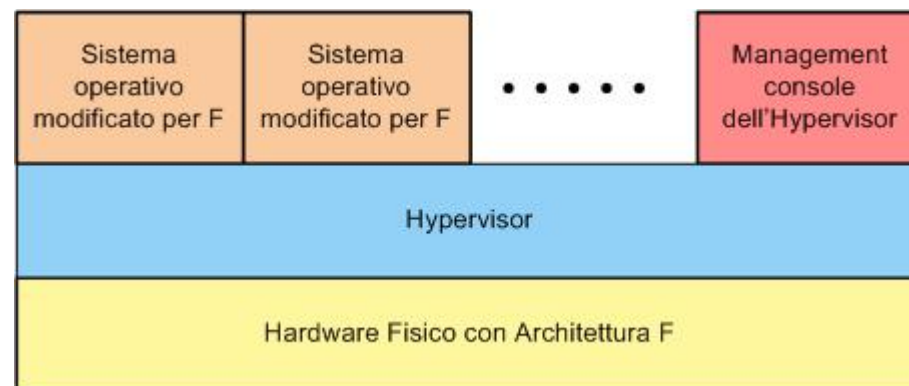 Sistema
operativo
modificato per F
Sistema
operativo
modificato per F
Management
console
dell'Hypervisor
Hypervisor
Hardware Fisico con Architettura F